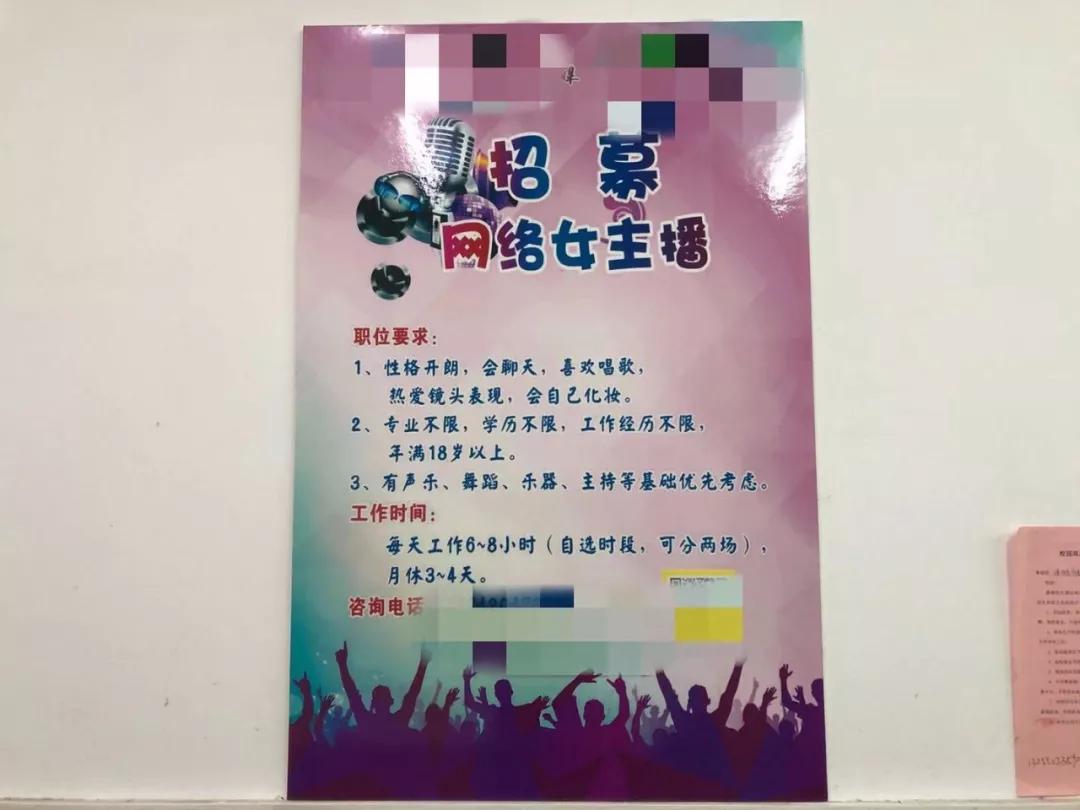 招 募
网络女主播
职位要求：
1、性格开朗，会聊天，喜欢唱歌，
热爱镜头表现，会自己化妆。
2、专业不限，学历不限，工作经历不限，
年满18岁以上。
3、有声乐、舞蹈、乐器、主持等基础优先考虑。
工作时间：
每天工作6~8小时（自选时段，可分两场），
月休3~4天。
咨询电话